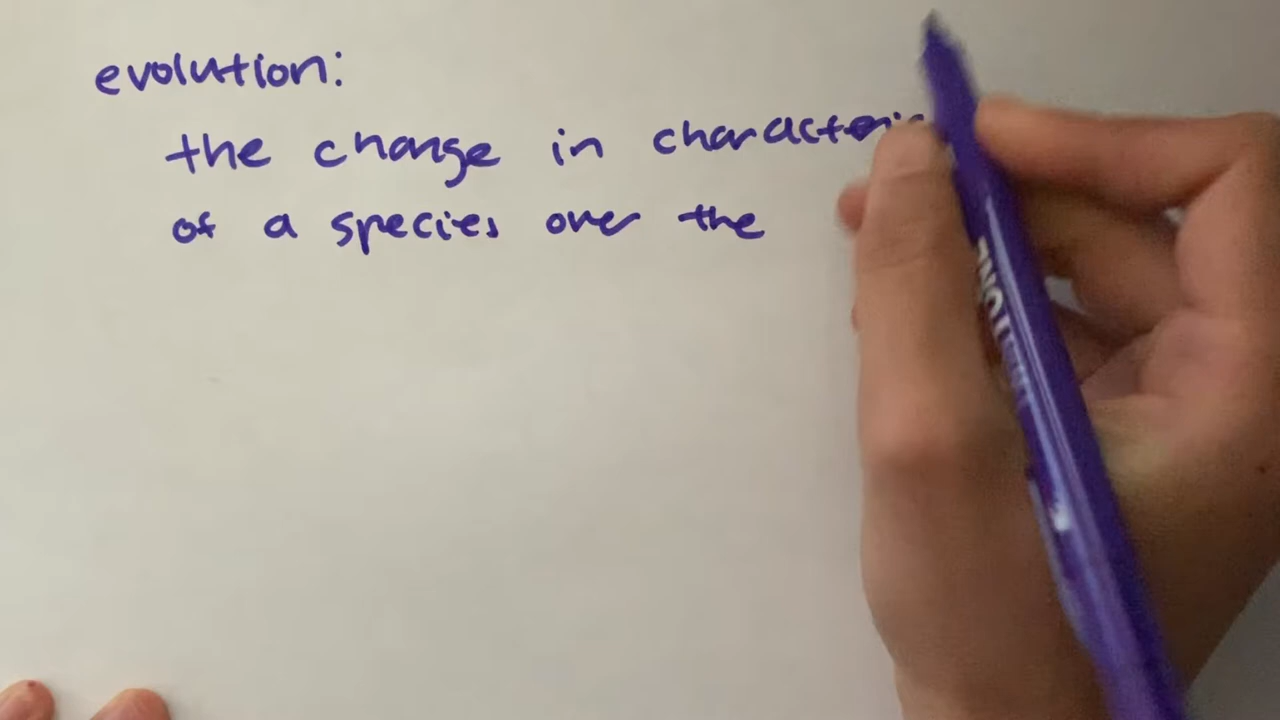 evolution:
the change in
of a species over the